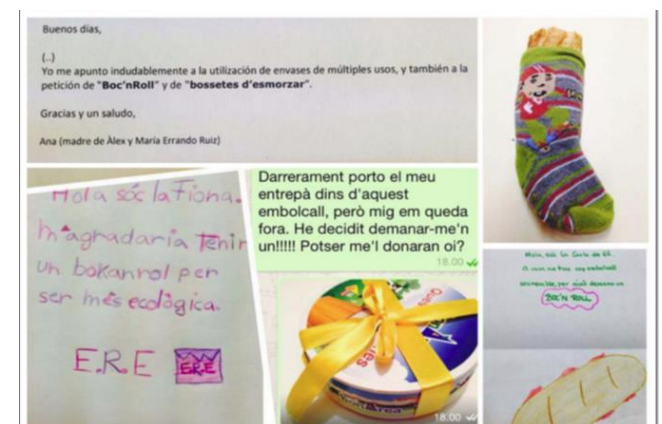 Buenos días,
(..)
Yo me apunto indudablemente a la utilización de envases de múltiples usos, y también a la
petición de "Boc'nRoll" y de "bossetes d'esmorzar".
Gracias y un saludo,
Ana (madre de Àlex y María Errando Ruiz)
Hola sóc la Fiona.
m'agradaria Tenir
un bokanrol per
ser més ecològica.
E.R.E E.R.E
Darrerament porto el meu
entrepà dins d'aquest
embolcall, però mig em queda
fora. He decidit demanar-me'n
un!!!!! Potser me'l donaran oi?
18.00
18.00
Hola, sóc la Carla de
BOC'N ROLL